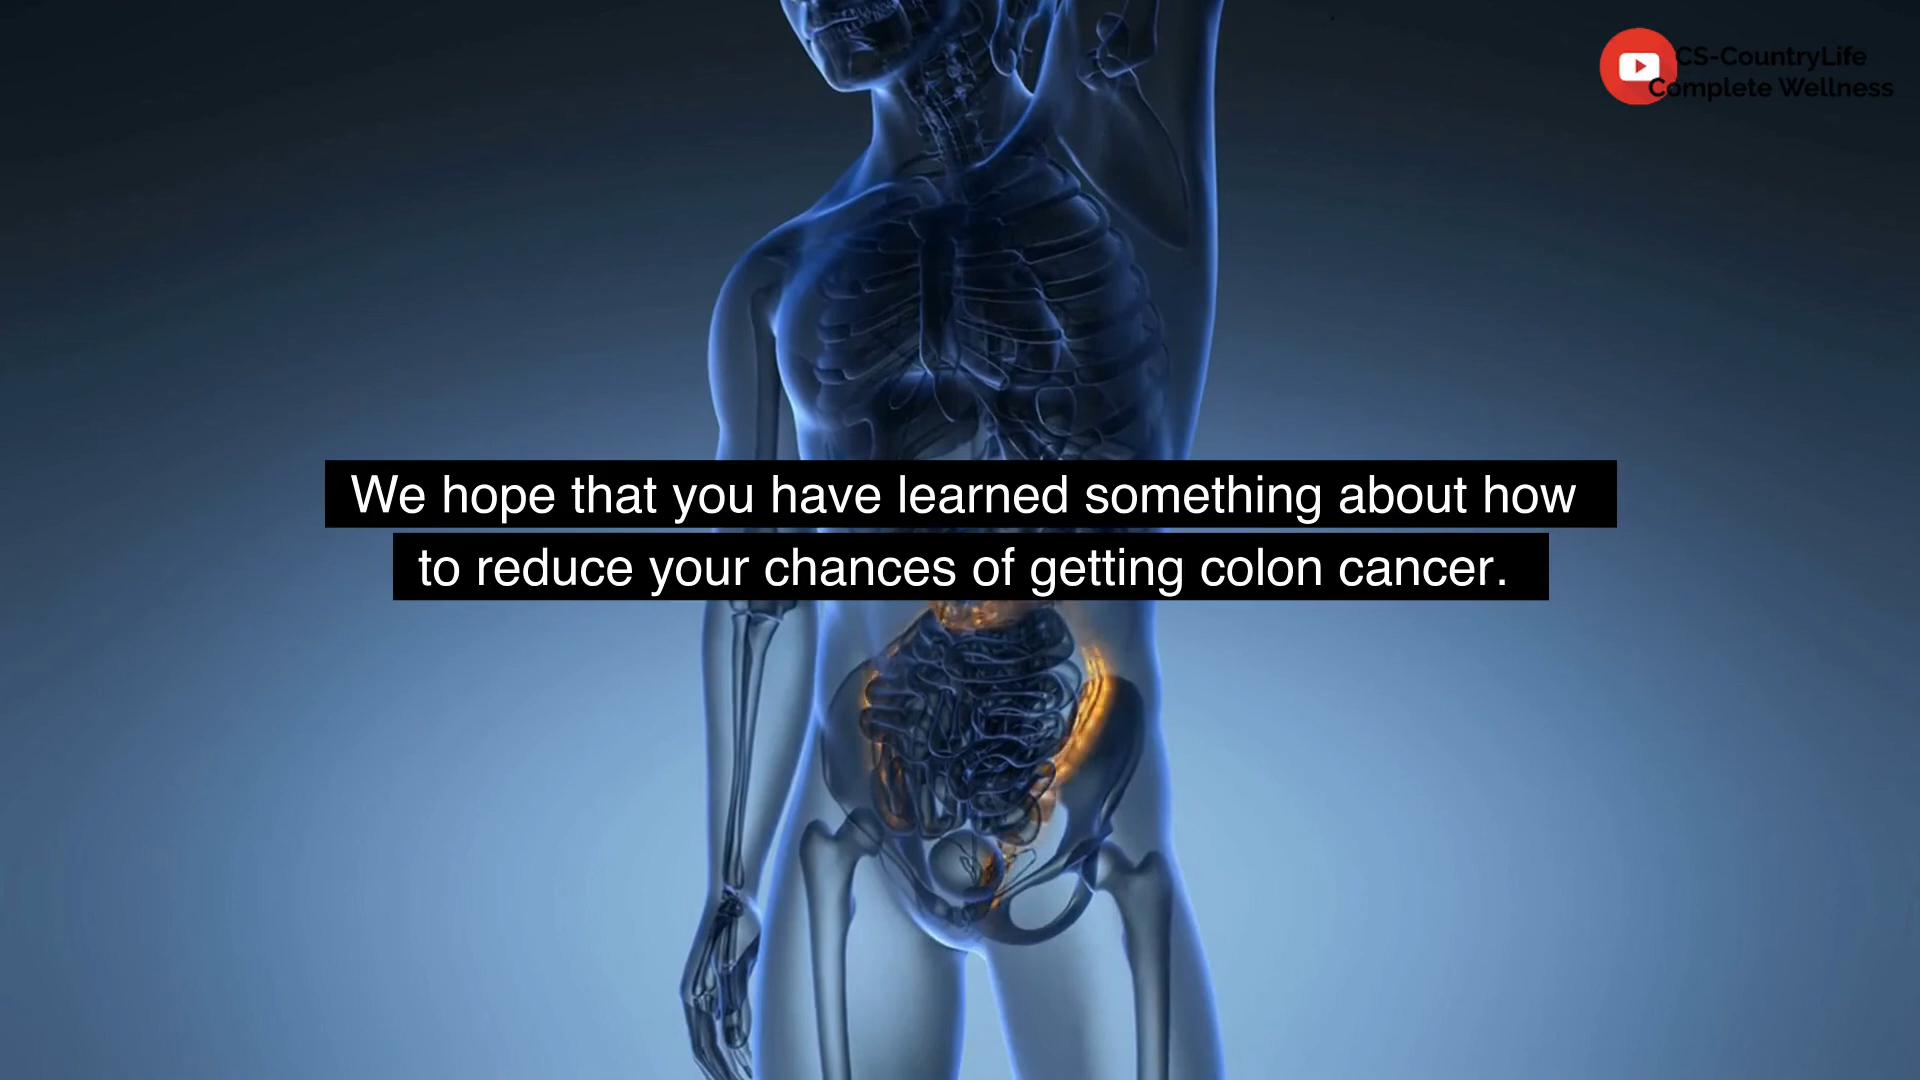 CS-CountryLife
Complete Wellness
We hope that you have learned something about how
to reduce your chances of getting colon cancer.